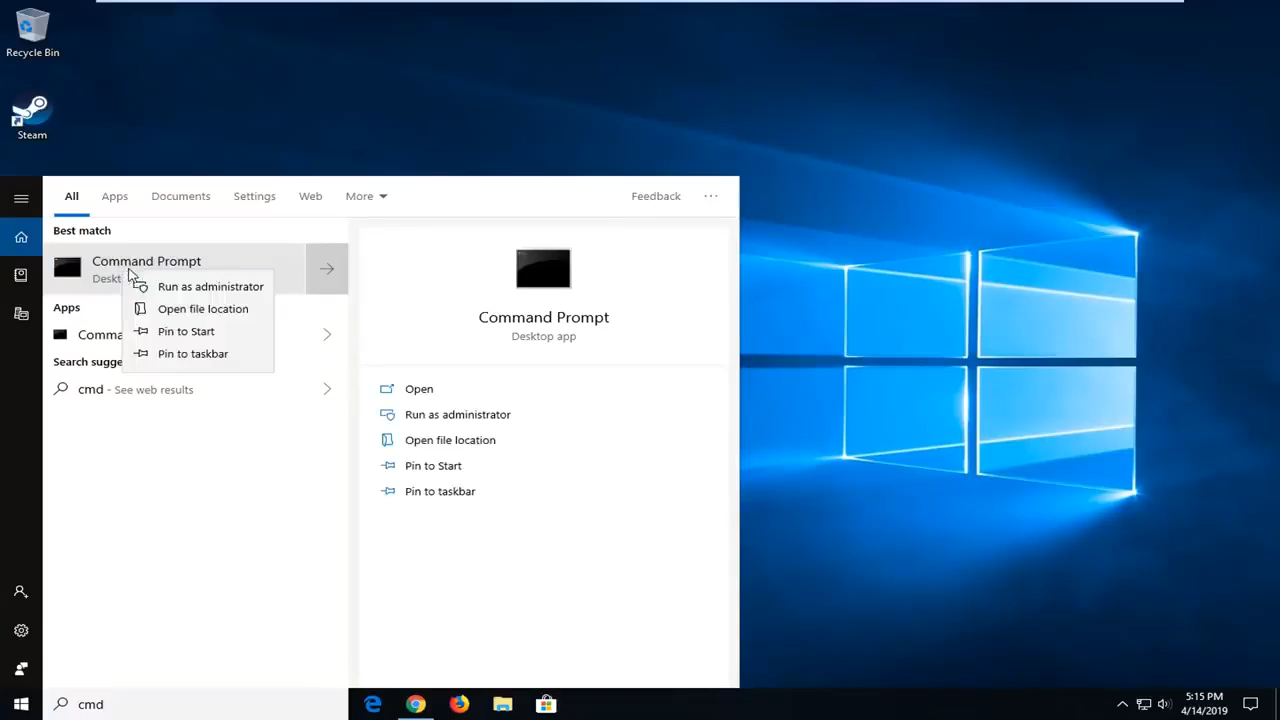 Recycle Bin
Steam
All Apps Documents Settings Web More Feedback ...
Best match
Command Prompt
Deskt
Run as administrator
Open file location
Pin to Start
Pin to taskbar
Apps
Comma
Search sugge
cmd - See web results
Command Prompt
Desktop app
Open
Run as administrator
Open file location
Pin to Start
Pin to taskbar
cmd
5:15 PM
4/14/2019